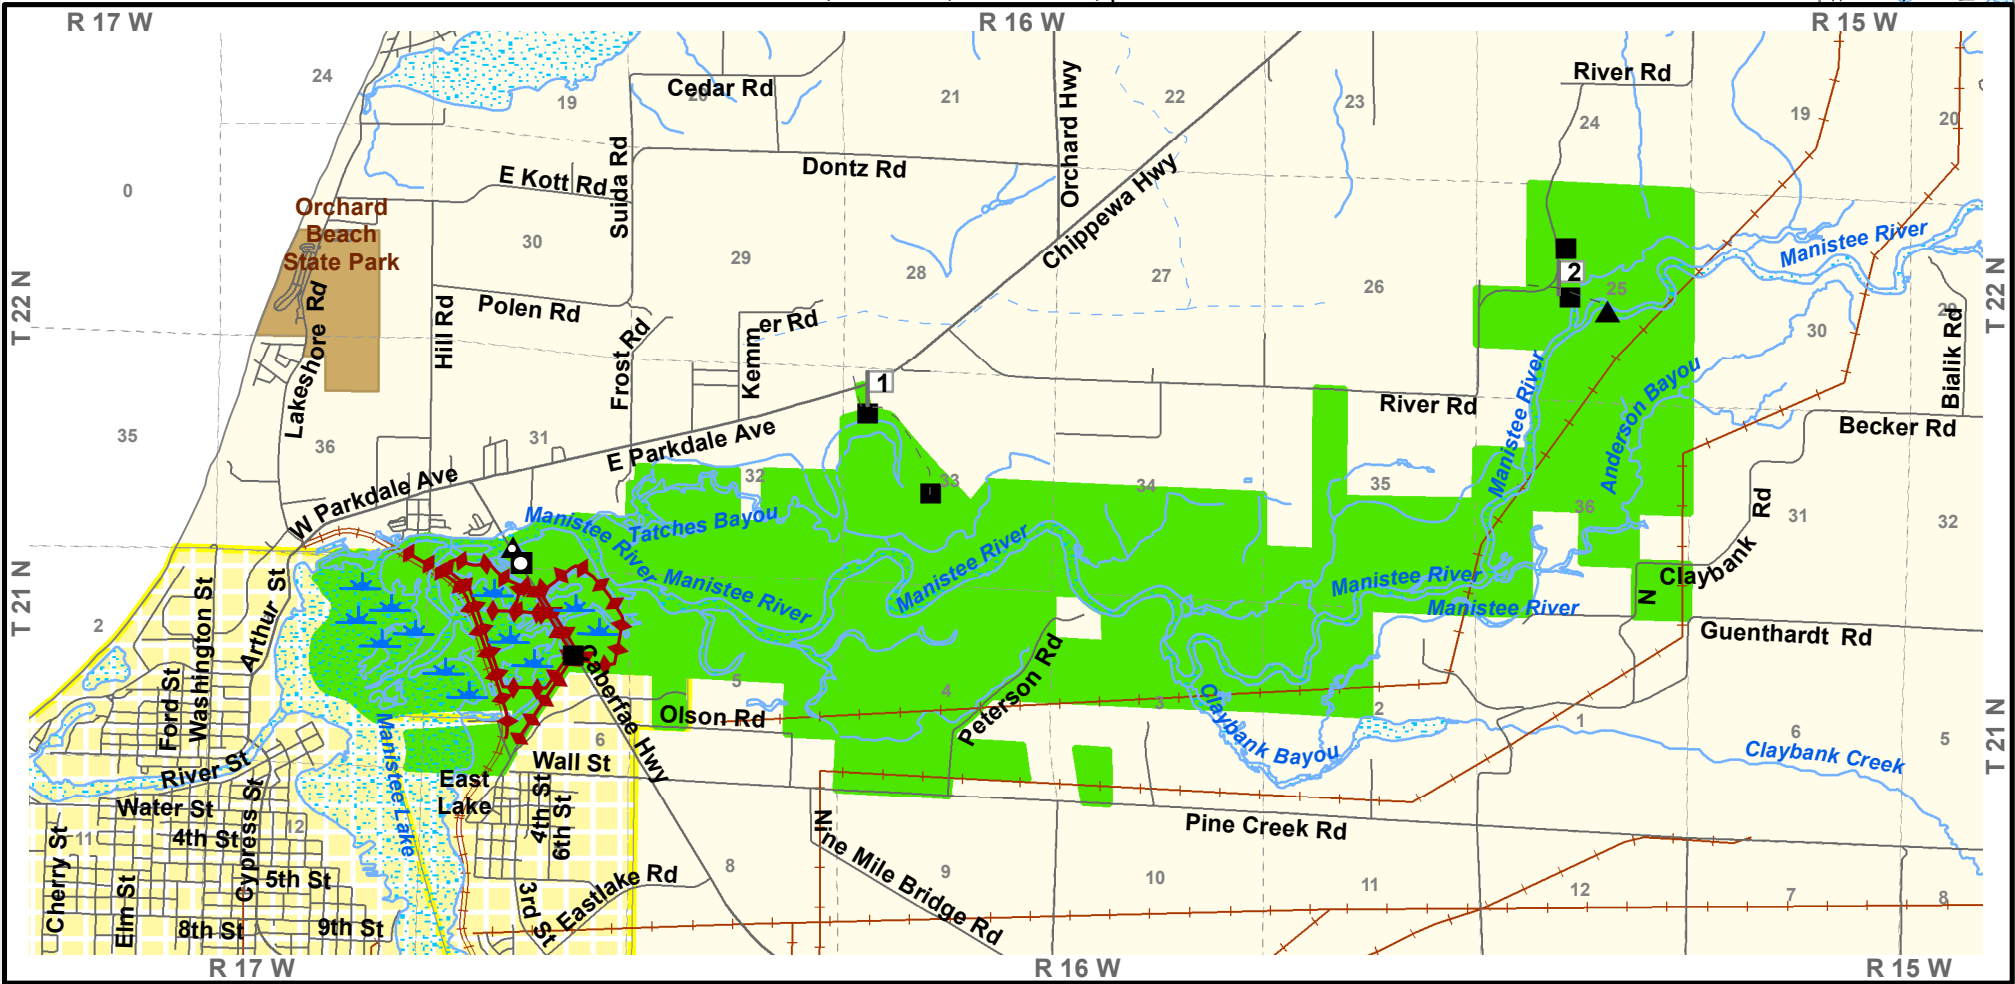 R 17 W
R 16 W
R 15 W
24
19
Cedar Rd
20
21
Orchard Hwy
22
23
River Rd
24
19
20
0
E Kott Rd
Suida Rd
Dontz Rd
Chippewa Hwy
Orchard
Beach
State Park
30
29
28
27
26
25
Manistee River
T 22 N
Lakeshore Rd
Hill Rd
Polen Rd
Frost Rd
Kemm
er Rd
1
2
30
29
Bialik Rd
T 22 N
35
36
31
E Parkdale Ave
River Rd
Manistee River
Anderson Bayou
Becker Rd
W Parkdale Ave
32
33
34
35
36
31
32
Manistee River
Tatches Bayou
Manistee River
Manistee River
Manistee River
Manistee River
Claybank
Rd
N
Guenthardt Rd
T 21 N
2
Washington St
Arthur St
Ford St
Caberfae Hwy
5
4
3
2
1
6
5
Olson Rd
Peterson Rd
Claybank Bayou
Claybank Creek
T 21 N
River St
Manistee Lake
6
Wall St
East
Lake
Water St
4th St
6th St
Pine Creek Rd
11
4th St
12
Cypress St
Cherry St
Elm St
5th St
8th St
9th St
3rd St
Eastlake Rd
8
Ni
ne Mile Bridge Rd
9
10
11
12
7
8
R 17 W
R 16 W
R 15 W